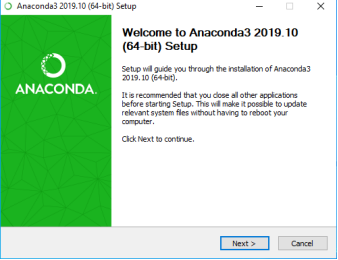 Anaconda3 2019.10 (64-bit) Setup
Welcome to Anaconda3 2019.10
(64-bit) Setup
Setup will guide you through the installation of Anaconda3
2019.10 (64-bit).
It is recommended that you close all other applications
before starting Setup. This will make it possible to update
relevant system files without having to reboot your
computer.
Click Next to continue.
ANACONDA.
Next >
Cancel